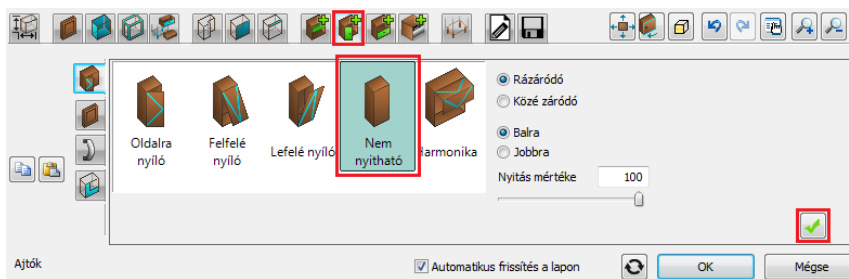 Oldalra
nyíló
Felfelé
nyíló
Lefelé nyíló
Nem
nyitható
Harmonika
Rázáródó
Közé záródó
Balra
Jobbra
Nyitás mértéke 100
Ajtók
Automatikus frissítés a lapon
OK
Mégse